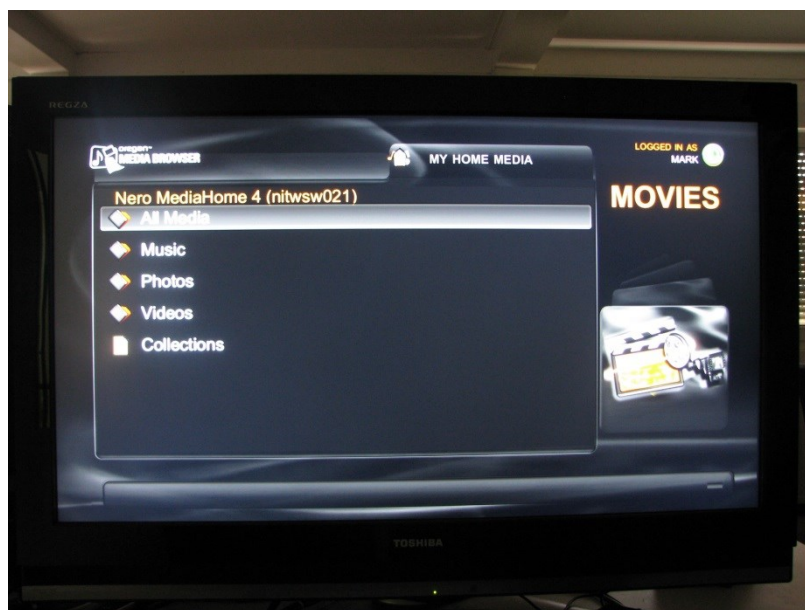 REGZA
oregan™
MEDIA BROWSER
MY HOME MEDIA
LOGGED IN AS
MARK
MOVIES
Nero MediaHome 4 (nitwsw021)
All Media
Music
Photos
Videos
Collections
TOSHIBA